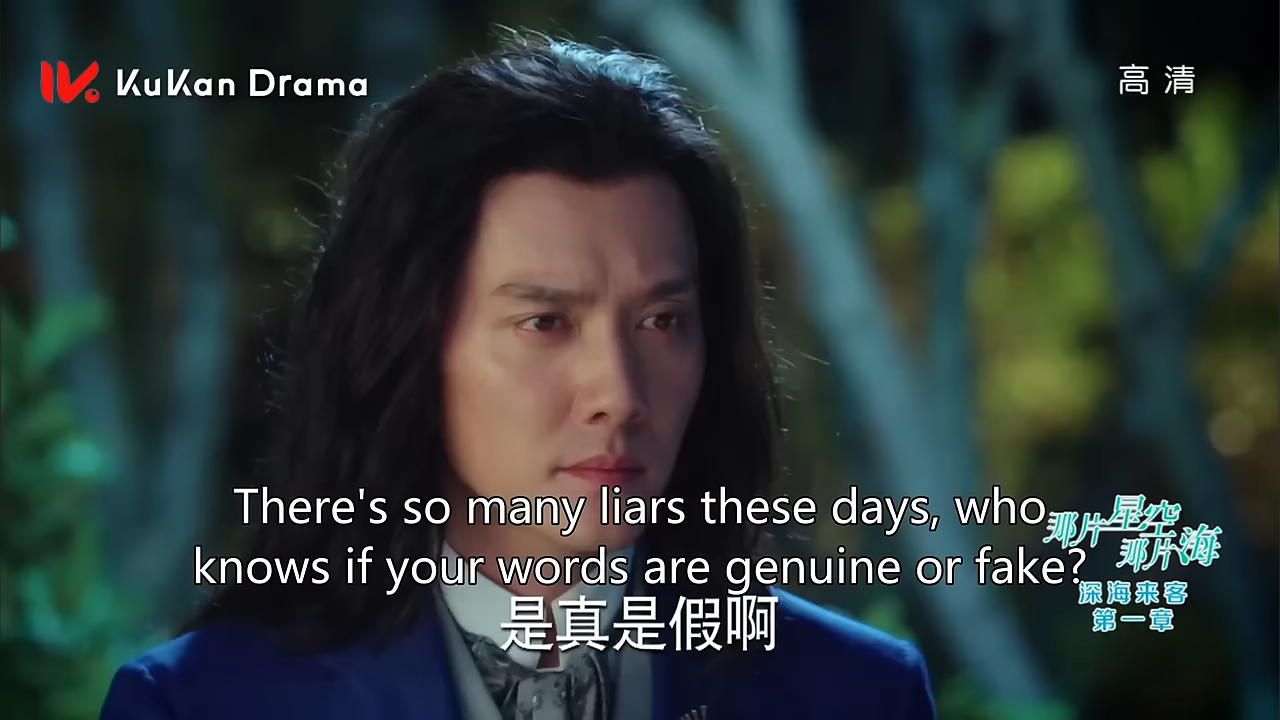 KuKan Drama
高清
There's so many liars these days, who
knows if your words are genuine or fake?
是真是假啊
那片星空
那片海
深海来客
第一章